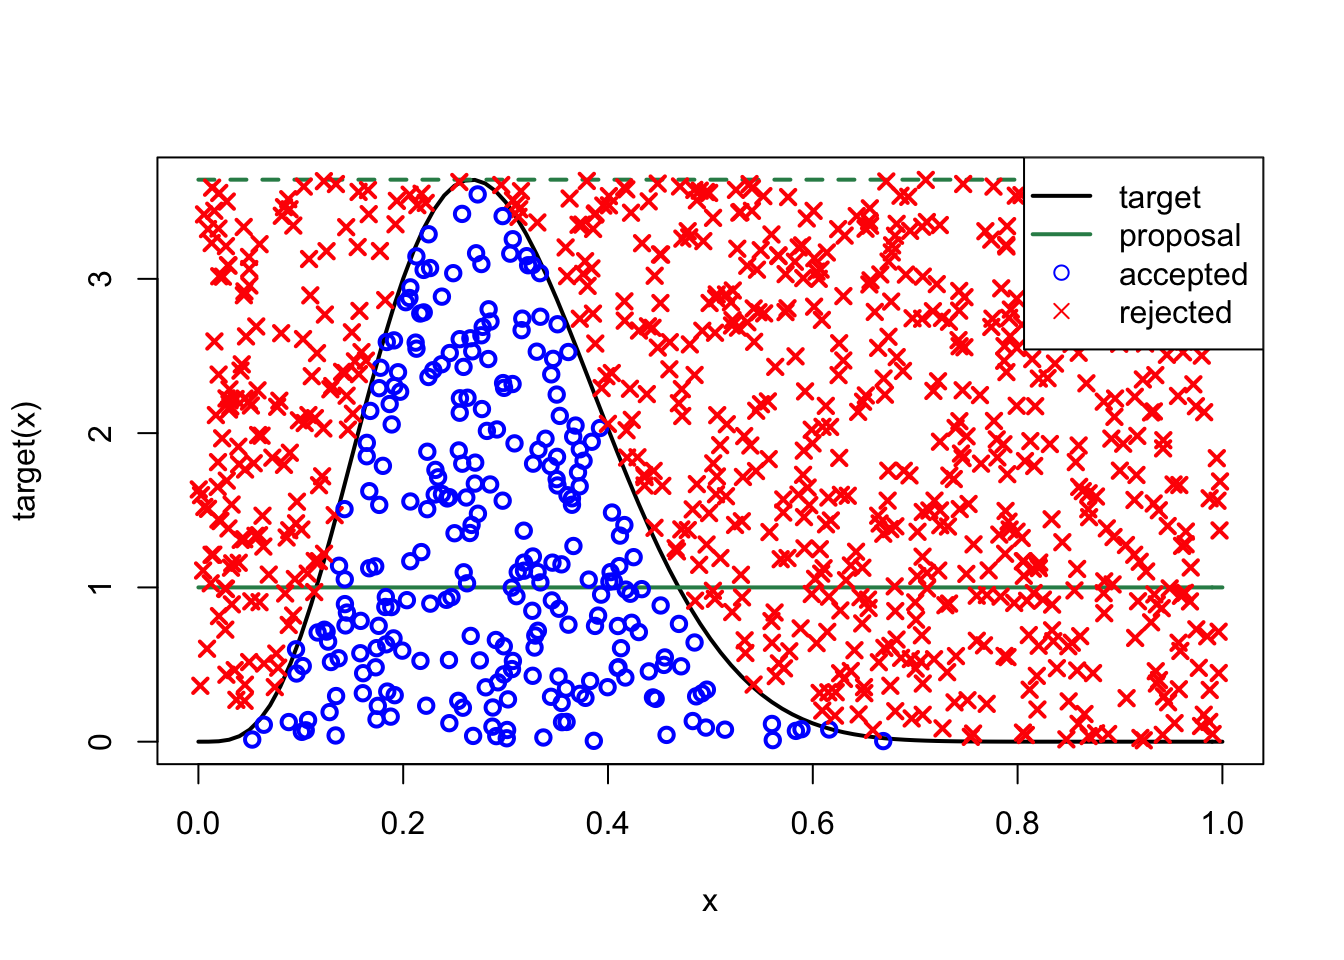 target
proposal
accepted
rejected
target(x)
3
2
1
0
0.0 0.2 0.4 0.6 0.8 1.0
x